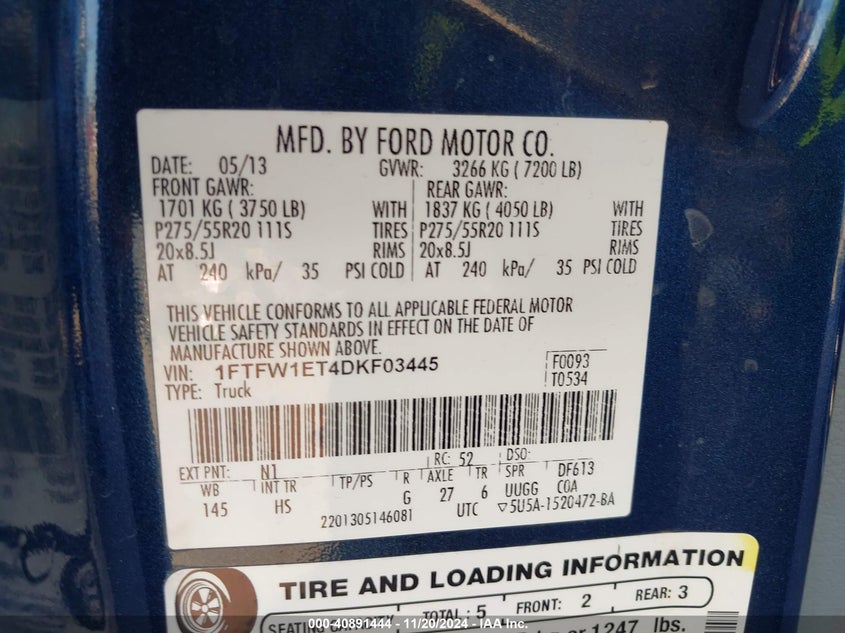 MFD. BY FORD MOTOR CO.
DATE: 05/13 GVWR: 3266 KG ( 7200 LB)
FRONT GAWR: REAR GAWR:
1701 KG ( 3750 LB) WITH 1837 KG ( 4050 LB) WITH
P275/55R20 111S TIRES P275/55R20 111S TIRES
20x8.5J RIMS 20x8.5J RIMS
AT 240 kPa/ 35 PSI COLD AT 240 kPa/ 35 PSI COLD
THIS VEHICLE CONFORMS TO ALL APPLICABLE FEDERAL MOTOR
VEHICLE SAFETY STANDARDS IN EFFECT ON THE DATE OF
MANUFACTURE SHOWN ABOVE.
VIN: 1FTFW1ET4DKF03445 F0093
TYPE: Truck T0534
EXT PNT: N1 RC: 52 DSO:
WB INT TR TP/PS R AXLE TR SPR DF613
145 HS G 27 6 UUGG COA
2201305146081 UTC ▽5U5A-1520472-BA
TIRE AND LOADING INFORMATION
SEATING CAPACITY TOTAL : 5 FRONT: 2 REAR: 3
or 1247 lbs.
000 - 40891444 - 11/20/2024 - IAA Inc.